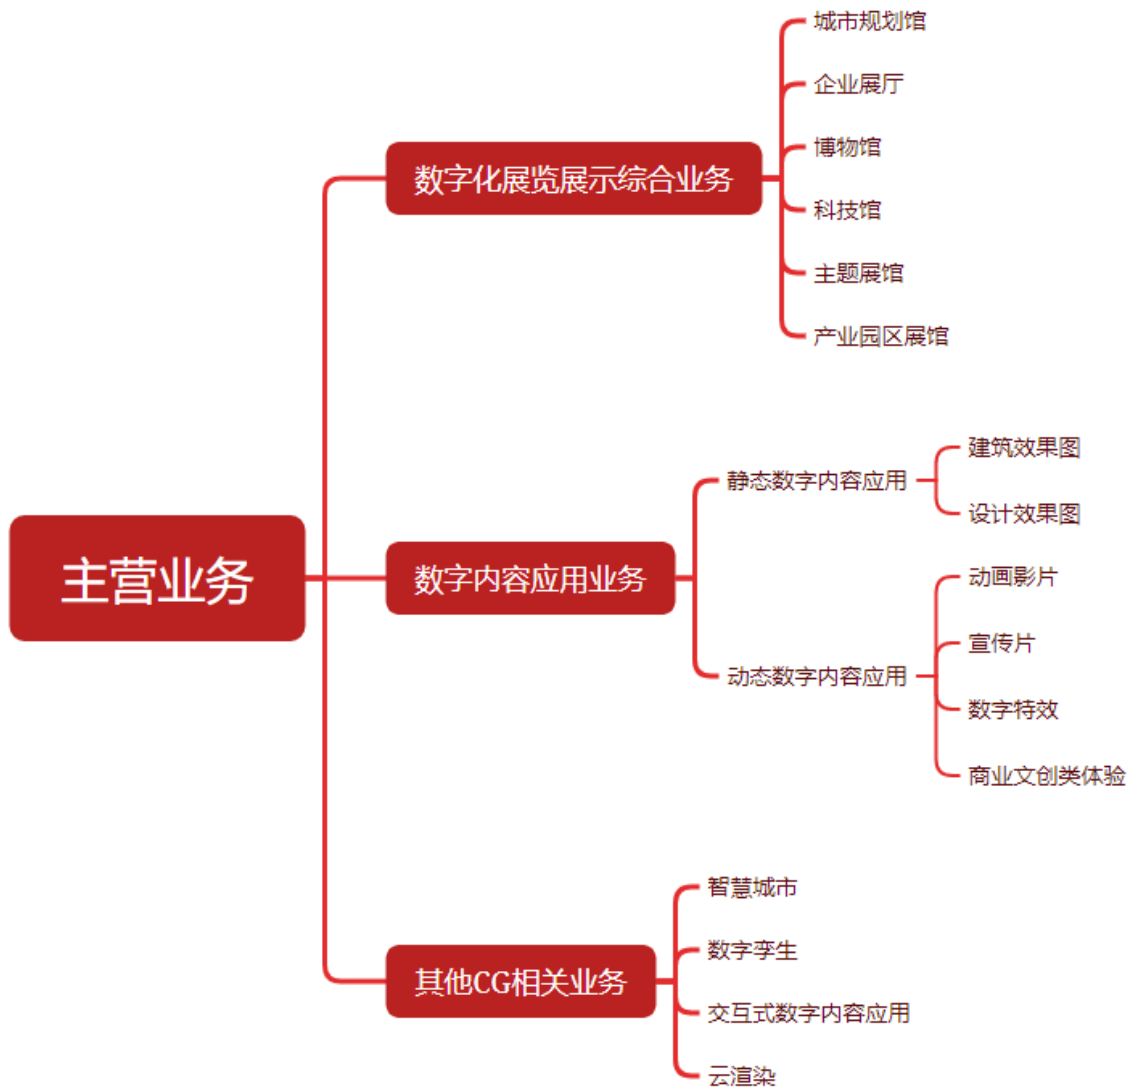 主营业务
数字化展览展示综合业务
城市规划馆
企业展厅
博物馆
科技馆
主题展馆
产业园区展馆
数字内容应用业务
静态数字内容应用
建筑效果图
设计效果图
动态数字内容应用
动画影片
宣传片
数字特效
商业文创类体验
其他CG相关业务
智慧城市
数字孪生
交互式数字内容应用
云渲染